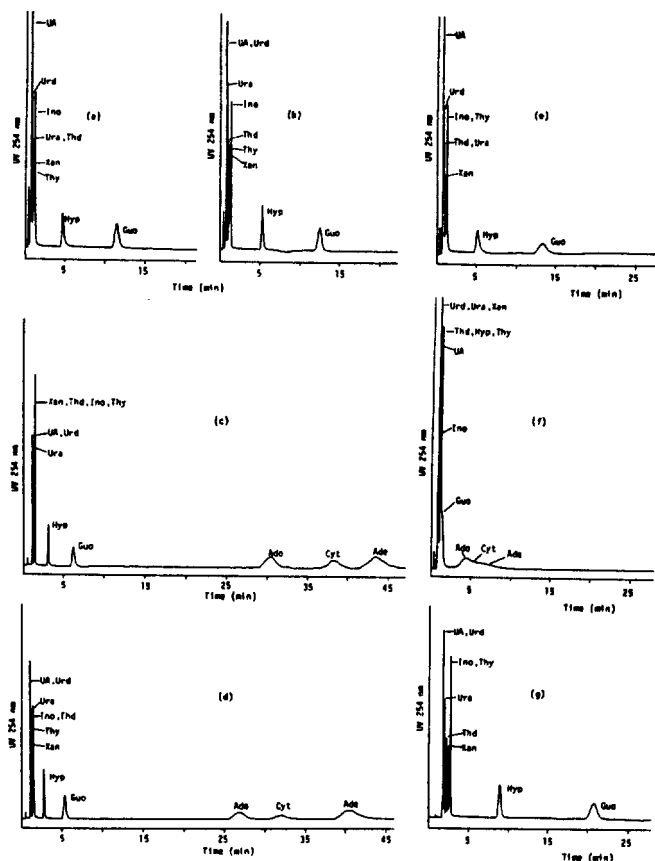 UA
Urd
Ino
(a)
Ura,Thd
Xan
Thy
Hyp
Guo
UV 254 nm
5
15
Time (min)
UA,Urd
Ura
Ino
(b)
Thd
Thy
Xan
Hyp
Guo
UV 254 nm
5
15
Time (min)
UA
Urd
Ino,Thy
(e)
Thd,Ura
Xan
Hyp
Guo
UV 254 nm
5
15
25
Time (min)
Xan,Thd,Ino,Thy
(c)
UA,Urd
Ura
Hyp
Guo
Ado
Cyt
Ade
UV 254 nm
5
15
25
35
45
Time (min)
Urd,Ura,Xan
Thd,Hyp,Thy
UA
(f)
Ino
Guo
Ado
Cyt
Ade
UV 254 nm
5
15
25
Time (min)
UA,Urd
(d)
Ura
Ino,Thd
Thy
Xan
Hyp
Guo
Ado
Cyt
Ade
UV 254 nm
5
15
25
35
45
Time (min)
UA,Urd
Ino,Thy
Ura
(g)
Thd
Xan
Hyp
Guo
UV 254 nm
5
15
25
Time (min)